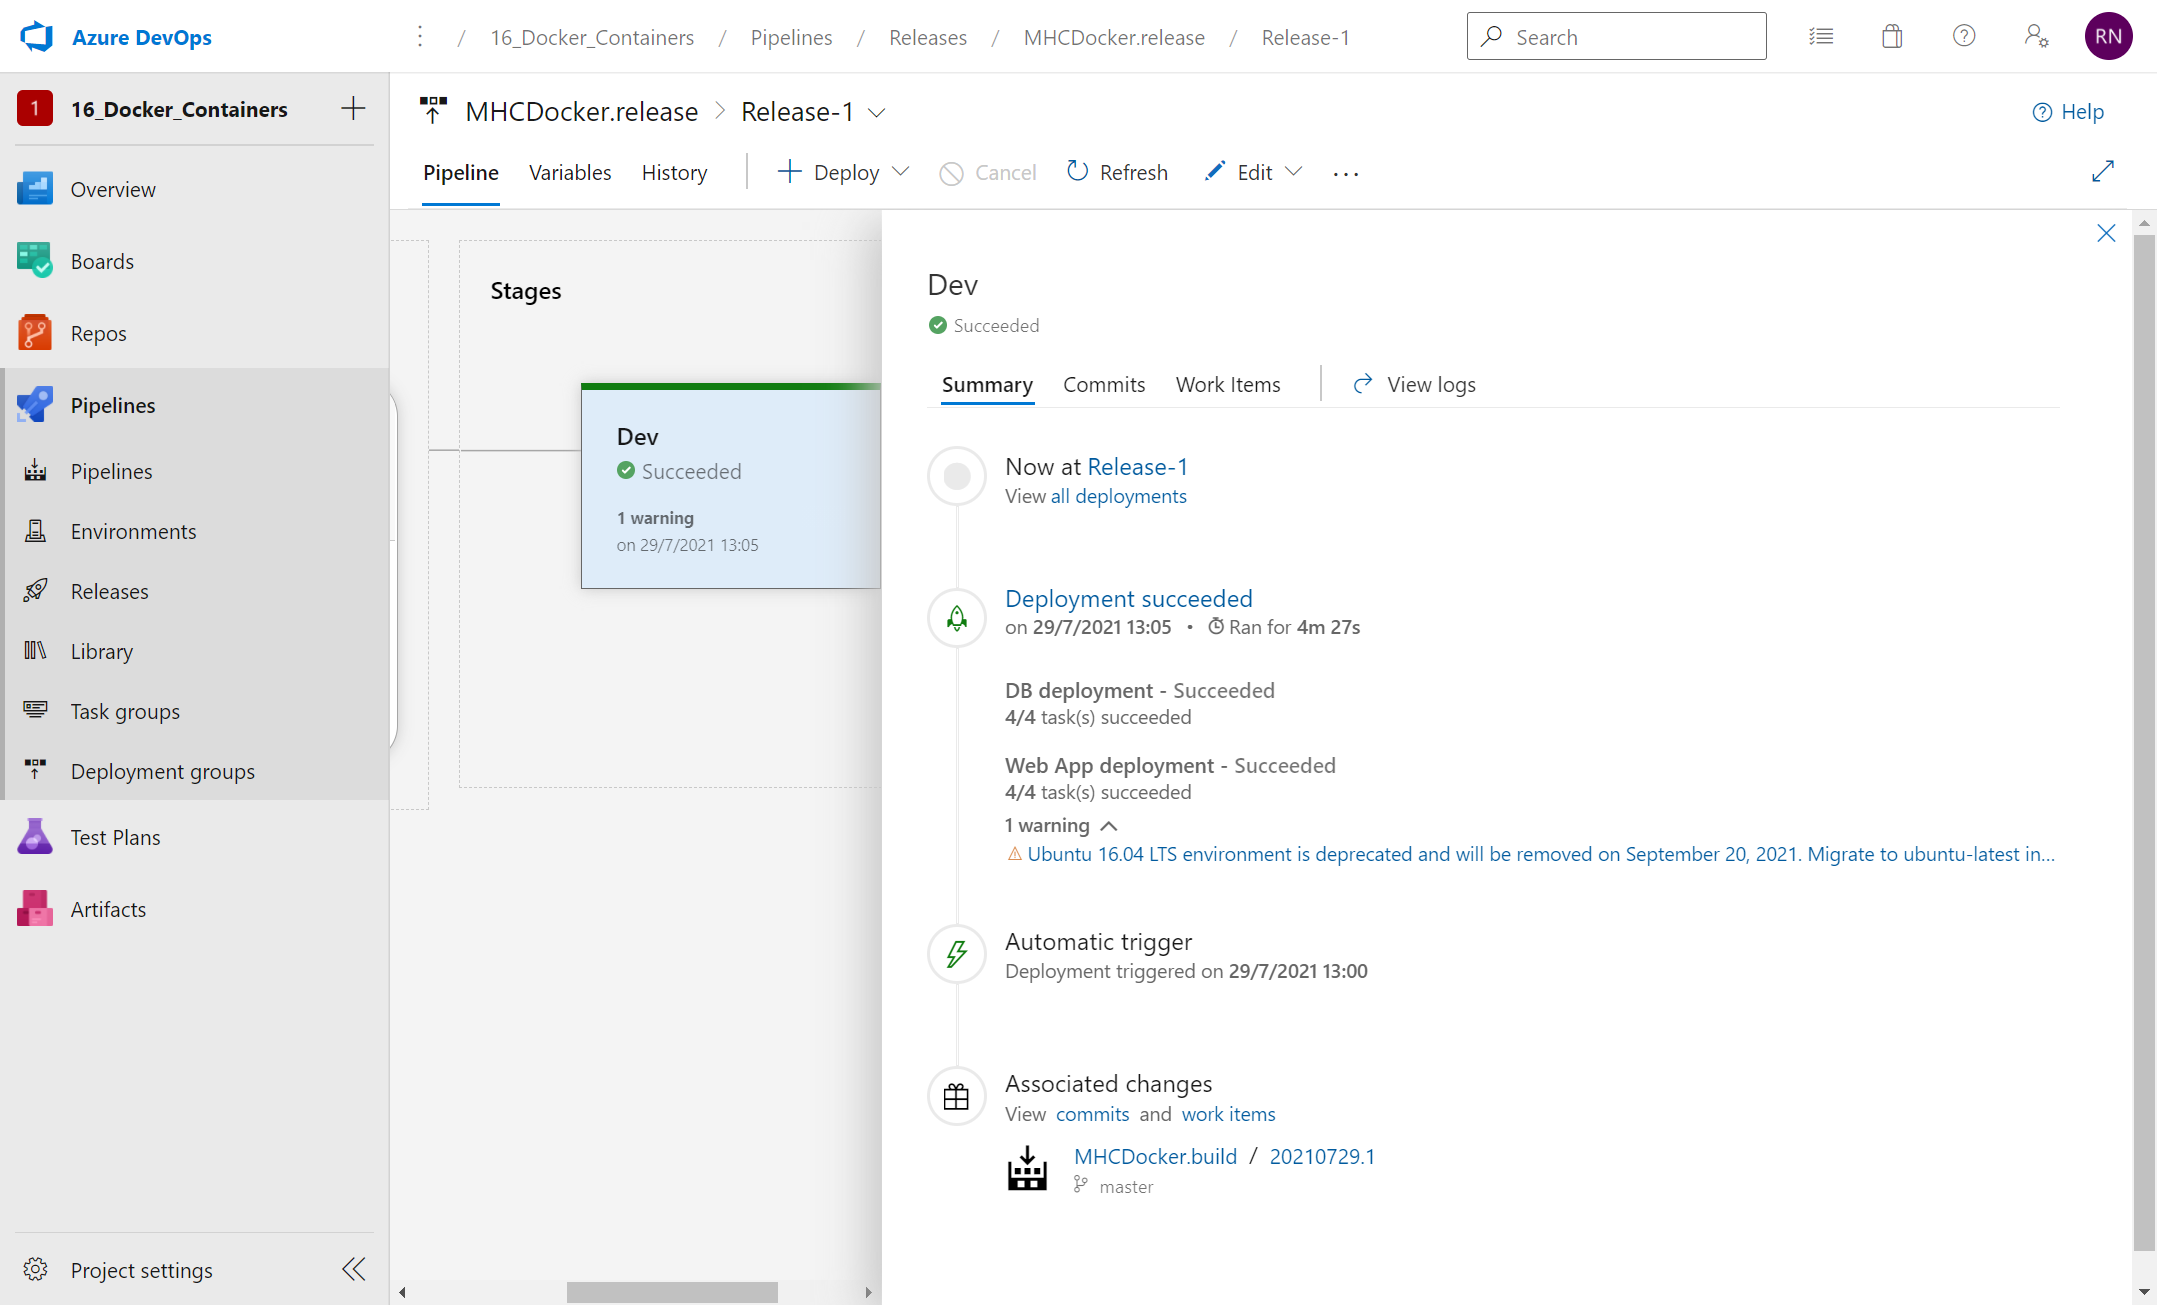 Azure DevOps
/ 16_Docker_Containers / Pipelines / Releases / MHCDocker.release / Release-1
Search
RN
1 16_Docker_Containers
Overview
Boards
Repos
Pipelines
Pipelines
Environments
Releases
Library
Task groups
Deployment groups
Test Plans
Artifacts
Project settings
MHCDocker.release > Release-1
Help
Pipeline Variables History Deploy Cancel Refresh Edit ...
Stages
Dev
Succeeded
1 warning
on 29/7/2021 13:05
Dev
Succeeded
Summary Commits Work Items View logs
Now at Release-1
View all deployments
Deployment succeeded
on 29/7/2021 13:05 • Ran for 4m 27s
DB deployment - Succeeded
4/4 task(s) succeeded
Web App deployment - Succeeded
4/4 task(s) succeeded
1 warning
Ubuntu 16.04 LTS environment is deprecated and will be removed on September 20, 2021. Migrate to ubuntu-latest in...
Automatic trigger
Deployment triggered on 29/7/2021 13:00
Associated changes
View commits and work items
MHCDocker.build / 20210729.1
master